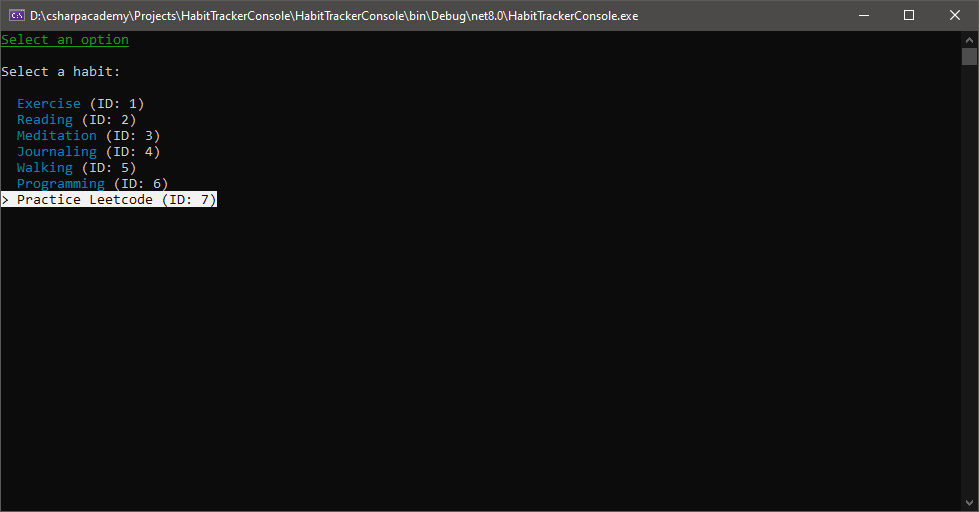 D:\csharpacademy\Projects\HabitTrackerConsole\HabitTrackerConsole\bin\Debug\net8.0\HabitTrackerConsole.exe
Select an option
Select a habit:
Exercise (ID: 1)
Reading (ID: 2)
Meditation (ID: 3)
Journaling (ID: 4)
Walking (ID: 5)
Programming (ID: 6)
> Practice Leetcode (ID: 7)